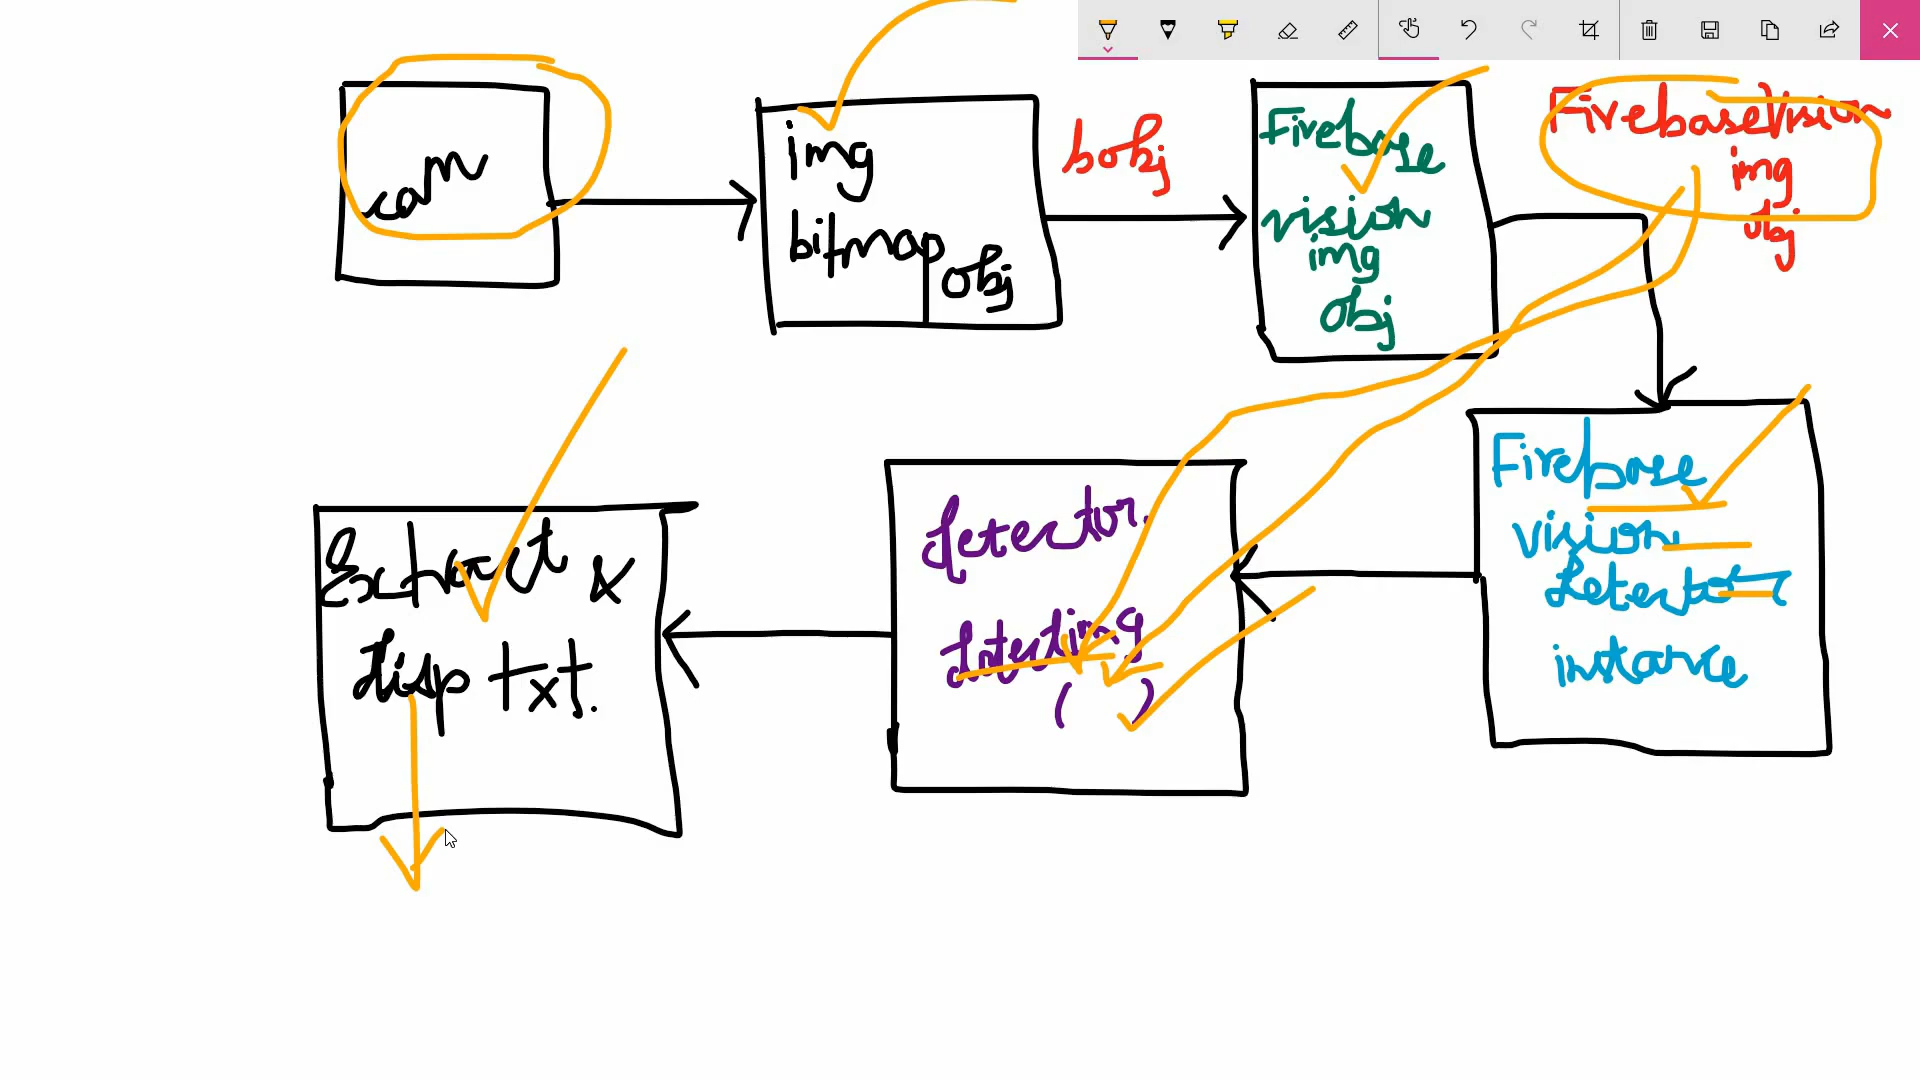 cam
img
bitmap
obj
bobj
Firebase
vision
img
obj
FirebaseVision
img
obj
Firebase
vision
detector
instance
detector.
detectimg
( )
Extract &
disp txt.